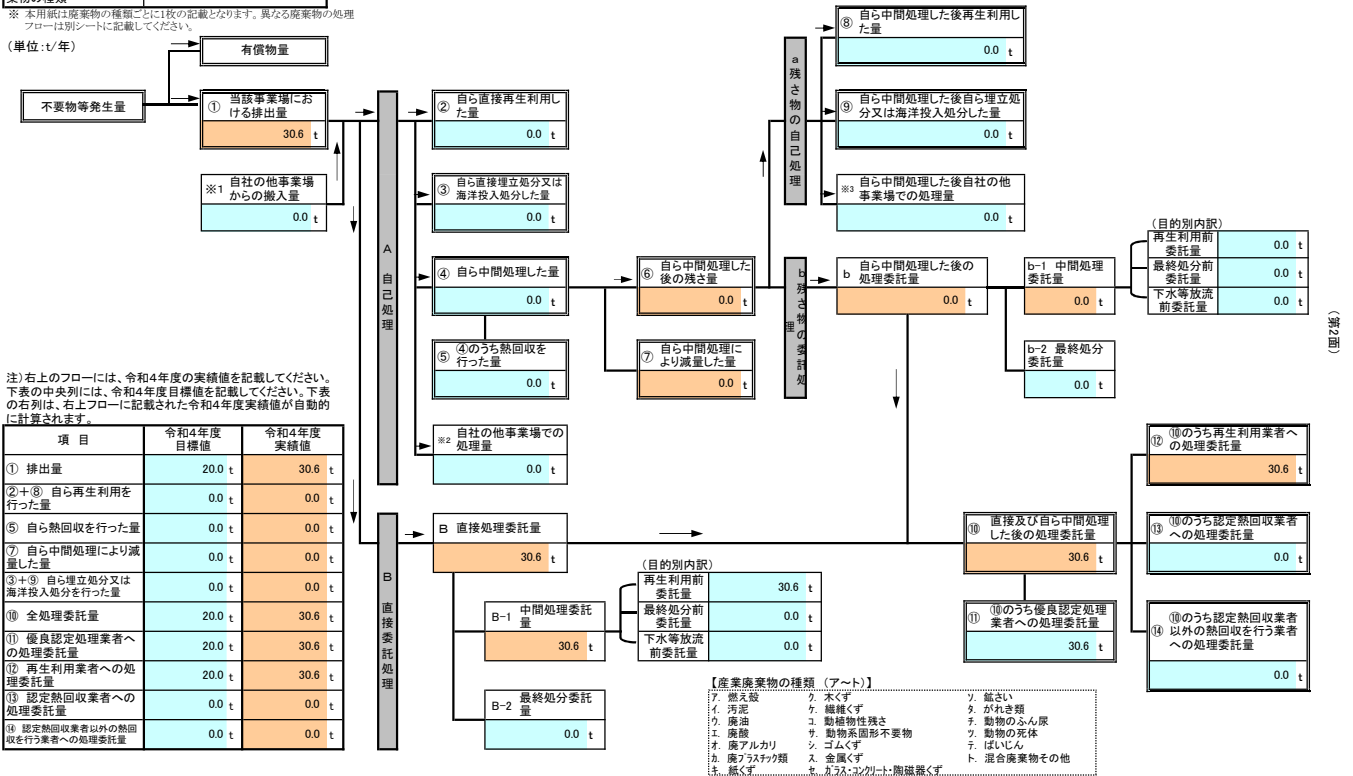 ※ 本用紙は廃棄物の種類ごとに1枚の記載となります。異なる廃棄物の処理
フローは別シートに記載してください。
(単位:t/年)
有償物量
不要物等発生量
① 当該事業場にお
ける排出量
30.6 t
※1 自社の他事業場
からの搬入量
0.0 t
A 自己処理
② 自ら直接再生利用し
た量
0.0 t
③ 自ら直接埋立処分又は
海洋投入処分した量
0.0 t
④ 自ら中間処理した量
0.0 t
⑤ ④のうち熱回収を
行った量
0.0 t
※2 自社の他事業場での
処理量
0.0 t
⑥ 自ら中間処理した
後の残さ量
0.0 t
⑦ 自ら中間処理に
より減量した量
0.0 t
a 残さ物の自己処理
⑧ 自ら中間処理した後再生利用し
た量
0.0 t
⑨ 自ら中間処理した後自ら埋立処
分又は海洋投入処分した量
0.0 t
※3 自ら中間処理した後自社の他
事業場での処理量
0.0 t
b 残さ物の委託処理
b 自ら中間処理した後の
処理委託量
0.0 t
b-1 中間処理
委託量
0.0 t
b-2 最終処分
委託量
0.0 t
(目的別内訳)
再生利用前
委託量 0.0 t
最終処分前
委託量 0.0 t
下水等放流
前委託量 0.0 t
(第2面)
注)右上のフローには、令和4年度の実績値を記載してください。
下表の中央列には、令和4年度目標値を記載してください。下表
の右列は、右上フローに記載された令和4年度実績値が自動的
に計算されます。
項 目 令和4年度 目標値 令和4年度 実績値
① 排出量 20.0 t 30.6 t
②+⑧ 自ら再生利用を
行った量 0.0 t 0.0 t
⑤ 自ら熱回収を行った量 0.0 t 0.0 t
⑦ 自ら中間処理により減
量した量 0.0 t 0.0 t
③+⑨ 自ら埋立処分又は
海洋投入処分を行った量 0.0 t 0.0 t
⑩ 全処理委託量 20.0 t 30.6 t
⑪ 優良認定処理業者へ
の処理委託量 20.0 t 30.6 t
⑫ 再生利用業者への処
理委託量 20.0 t 30.6 t
⑬ 認定熱回収業者への
処理委託量 0.0 t 0.0 t
⑭ 認定熱回収業者以外の熱回
収を行う業者への処理委託量 0.0 t 0.0 t
B 直接委託処理
B 直接処理委託量
30.6 t
B-1 中間処理委託
量
30.6 t
B-2 最終処分委託
量
0.0 t
(目的別内訳)
再生利用前
委託量 30.6 t
最終処分前
委託量 0.0 t
下水等放流
前委託量 0.0 t
⑩ 直接及び自ら中間処理
した後の処理委託量
30.6 t
⑪ ⑩のうち優良認定処理
業者への処理委託量
30.6 t
⑫ ⑩のうち再生利用業者へ
の処理委託量
30.6 t
⑬ ⑩のうち認定熱回収業者
への処理委託量
0.0 t
⑭ ⑩のうち認定熱回収業者
以外の熱回収を行う業者
への処理委託量
0.0 t
【産業廃棄物の種類 (ア~ト)】
ア. 燃え殻 ク. 木くず ソ. 鉱さい
イ. 汚泥 ケ. 繊維くず タ. がれき類
ウ. 廃油 コ. 動植物性残さ チ. 動物のふん尿
エ. 廃酸 サ. 動物系固形不要物 ツ. 動物の死体
オ. 廃アルカリ シ. ゴムくず テ. ばいじん
カ. 廃プラスチック類 ス. 金属くず ト. 混合廃棄物その他
キ. 紙くず セ. ガラス・コンクリート・陶磁器くず